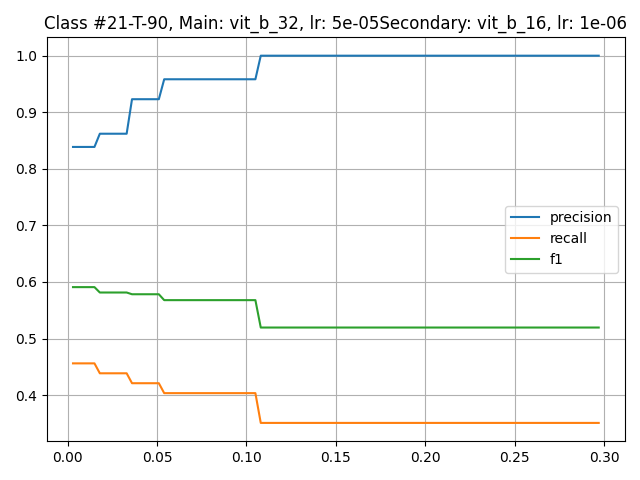 Class #21-T-90, Main: vit_b_32, lr: 5e-05Secondary: vit_b_16, lr: 1e-06
1.0
0.9
0.8
0.7
0.6
0.5
0.4
precision
recall
f1
0.00 0.05 0.10 0.15 0.20 0.25 0.30